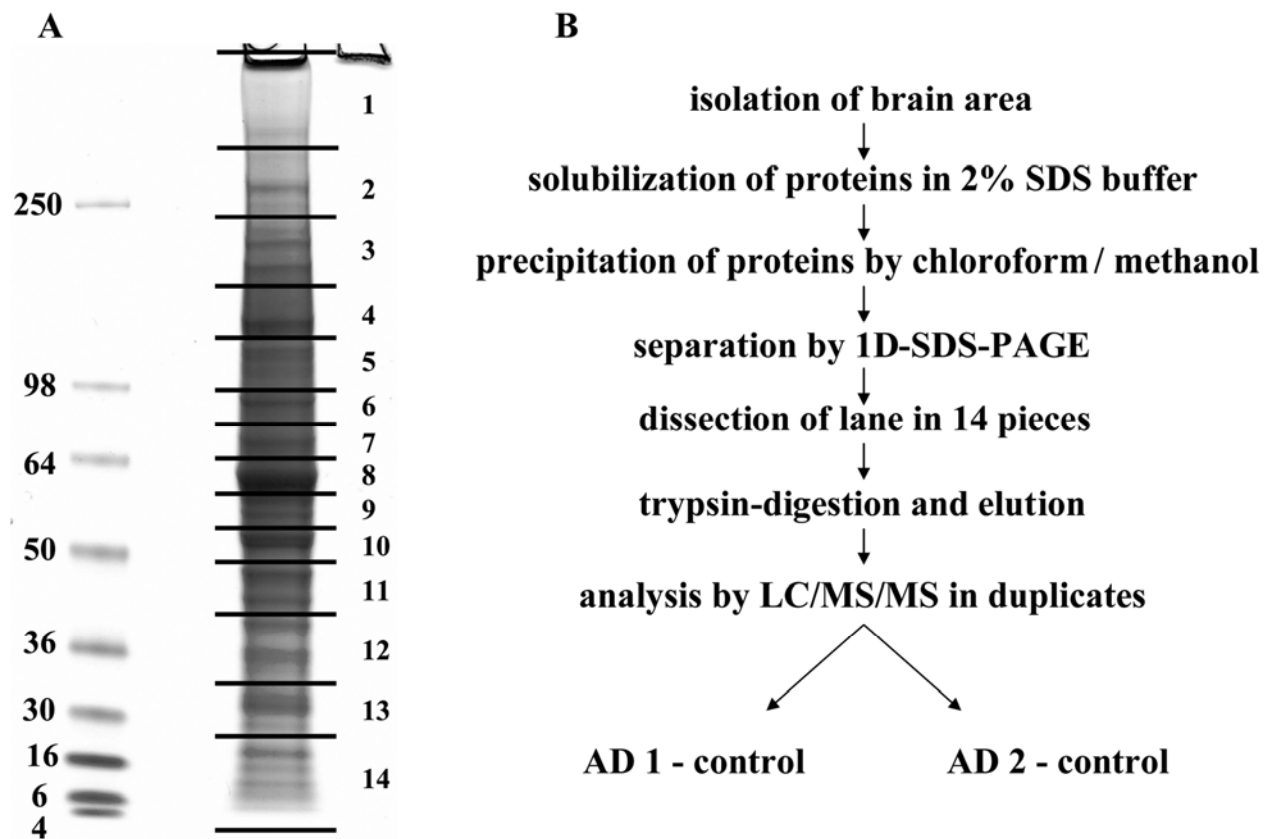 A
250
98
64
50
36
30
16
6
4
1
2
3
4
5
6
7
8
9
10
11
12
13
14
B
isolation of brain area
solubilization of proteins in 2% SDS buffer
precipitation of proteins by chloroform / methanol
separation by 1D-SDS-PAGE
dissection of lane in 14 pieces
trypsin-digestion and elution
analysis by LC/MS/MS in duplicates
AD 1 - control
AD 2 - control